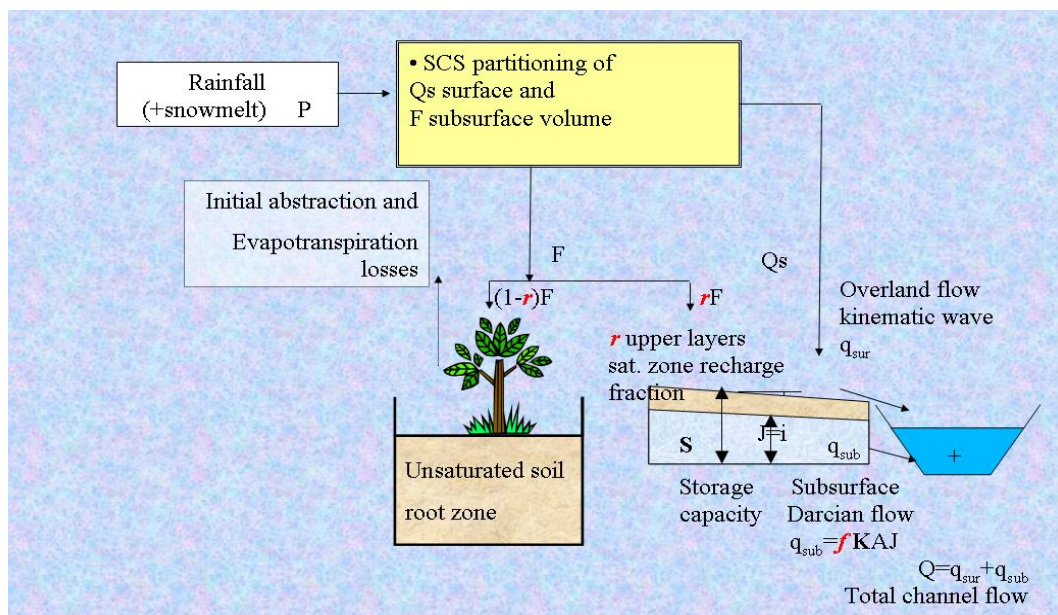 Rainfall
(+snowmelt) P
• SCS partitioning of
Qs surface and
F subsurface volume
Initial abstraction and
Evapotranspiration
losses
F
Qs
(1-r)F
rF
Overland flow
kinematic wave
qsur
r upper layers
sat. zone recharge
fraction
J=i
S
qsub
+
Unsaturated soil
root zone
Storage
capacity
Subsurface
Darcian flow
qsub=f KAJ
Q=qsur+qsub
Total channel flow